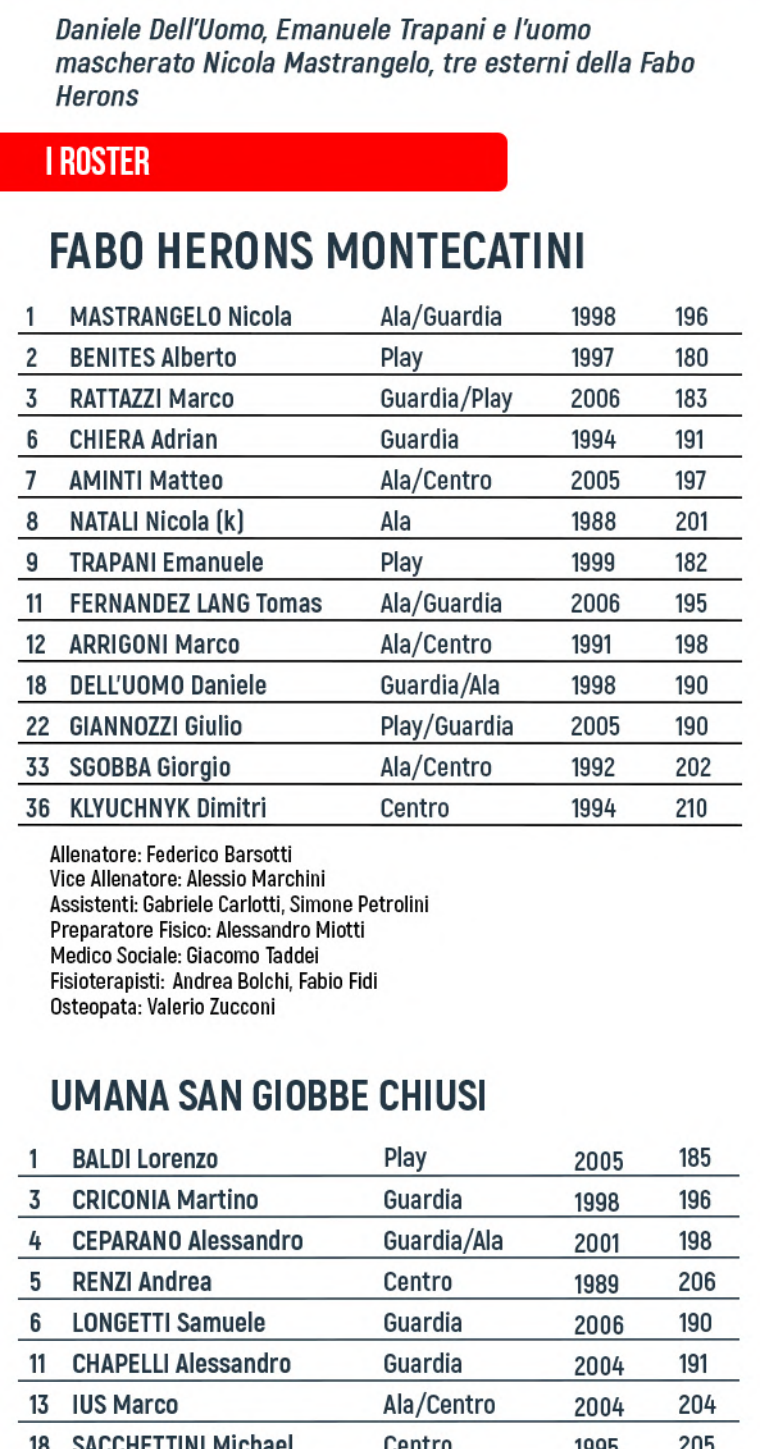 Daniele Dell'Uomo, Emanuele Trapani e l'uomo
mascherato Nicola Mastrangelo, tre esterni della Fabo
Herons
I ROSTER
FABO HERONS MONTECATINI
1 MASTRANGELO Nicola Ala/Guardia 1998 196
2 BENITES Alberto Play 1997 180
3 RATTAZZI Marco Guardia/Play 2006 183
6 CHIERA Adrian Guardia 1994 191
7 AMINTI Matteo Ala/Centro 2005 197
8 NATALI Nicola (k) Ala 1988 201
9 TRAPANI Emanuele Play 1999 182
11 FERNANDEZ LANG Tomas Ala/Guardia 2006 195
12 ARRIGONI Marco Ala/Centro 1991 198
18 DELL'UOMO Daniele Guardia/Ala 1998 190
22 GIANNOZZI Giulio Play/Guardia 2005 190
33 SGOBBA Giorgio Ala/Centro 1992 202
36 KLYUCHNYK Dimitri Centro 1994 210
Allenatore: Federico Barsotti
Vice Allenatore: Alessio Marchini
Assistenti: Gabriele Carlotti, Simone Petrolini
Preparatore Fisico: Alessandro Miotti
Medico Sociale: Giacomo Taddei
Fisioterapisti: Andrea Bolchi, Fabio Fidi
Osteopata: Valerio Zucconi
UMANA SAN GIOBBE CHIUSI
1 BALDI Lorenzo Play 2005 185
3 CRICONIA Martino Guardia 1998 196
4 CEPARANO Alessandro Guardia/Ala 2001 198
5 RENZI Andrea Centro 1989 206
6 LONGETTI Samuele Guardia 2006 190
11 CHAPELLI Alessandro Guardia 2004 191
13 IUS Marco Ala/Centro 2004 204
18 SACCHETTINI Michael Centro 1995 205